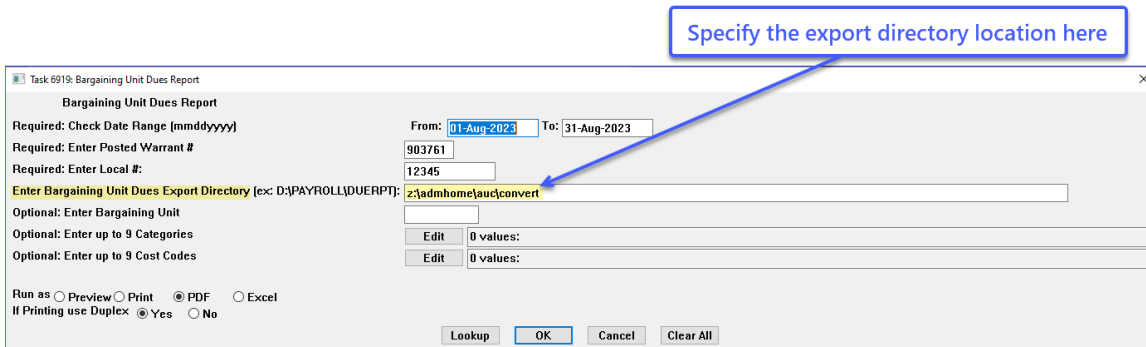 Specify the export directory location here
Task 6919: Bargaining Unit Dues Report
Bargaining Unit Dues Report
Required: Check Date Range (mmddyyyy) From: 01-Aug-2023 To: 31-Aug-2023
Required: Enter Posted Warrant # 903761
Required: Enter Local #: 12345
Enter Bargaining Unit Dues Export Directory (ex: D:\PAYROLL\DUERPT): z:\admhome\auc\convert
Optional: Enter Bargaining Unit
Optional: Enter up to 9 Categories Edit 0 values:
Optional: Enter up to 9 Cost Codes Edit 0 values:
Run as Preview Print PDF Excel
If Printing use Duplex Yes No
Lookup OK Cancel Clear All